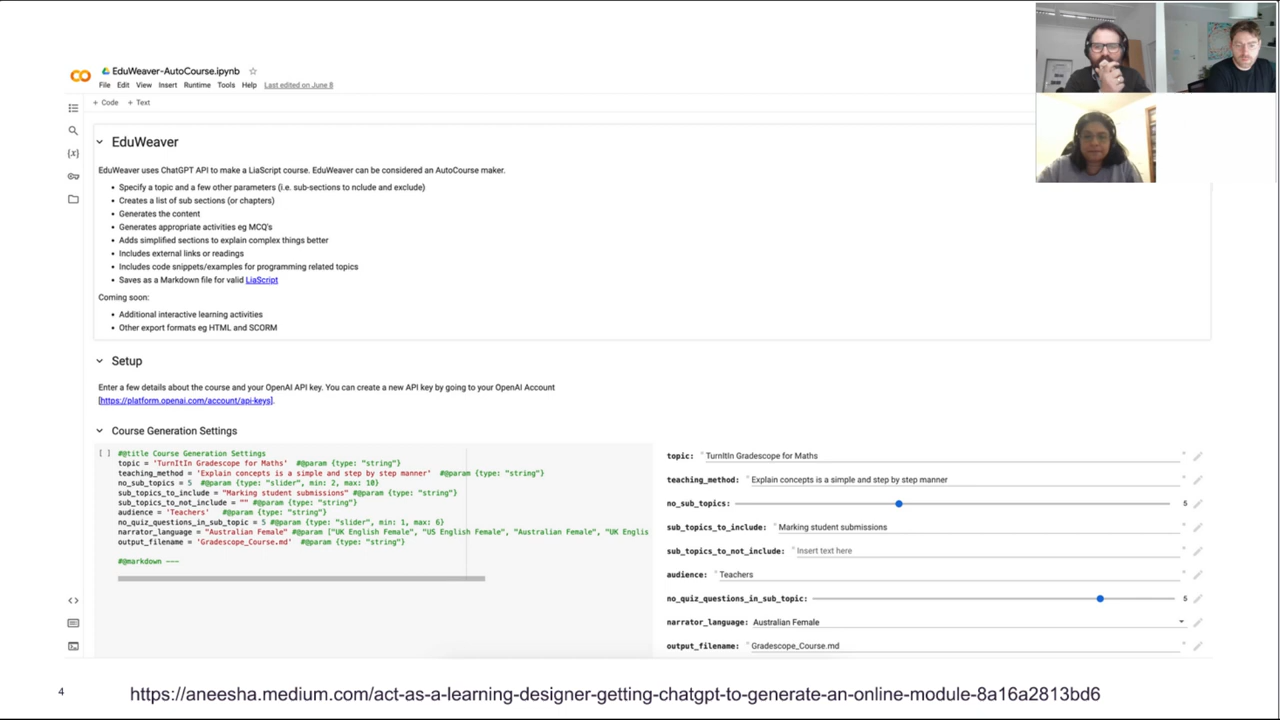 EduWeaver-AutoCourse.ipynb
File Edit View Insert Runtime Tools Help Last edited on June 8
+ Code + Text
EduWeaver
EduWeaver uses ChatGPT API to make a LiaScript course. EduWeaver can be considered an AutoCourse maker.
• Specify a topic and a few other parameters (i.e. sub-sections to nclude and exclude)
• Creates a list of sub sections (or chapters)
• Generates the content
• Generates appropriate activities eg MCQ's
• Adds simplified sections to explain complex things better
• Includes external links or readings
• Includes code snippets/examples for programming related topics
• Saves as a Markdown file for valid LiaScript
Coming soon:
• Additional interactive learning activities
• Other export formats eg HTML and SCORM
Setup
Enter a few details about the course and your OpenAI API key. You can create a new API key by going to your OpenAI Account
[https://platform.openai.com/account/api-keys].
Course Generation Settings
[ ] #@title Course Generation Settings
topic = 'TurnItIn Gradescope for Maths' #@param {type: "string"}
teaching_method = 'Explain concepts is a simple and step by step manner' #@param {type: "string"}
no_sub_topics = 5 #@param {type: "slider", min: 2, max: 10}
sub_topics_to_include = "Marking student submissions" #@param {type: "string"}
sub_topics_to_not_include = "" #@param {type: "string"}
audience = 'Teachers' #@param {type: "string"}
no_quiz_questions_in_sub_topic = 5 #@param {type: "slider", min: 1, max: 6}
narrator_language = "Australian Female" #@param ["UK English Female", "US English Female", "Australian Female", "UK Englis
output_filename = 'Gradescope_Course.md' #@param {type: "string"}
#@markdown ---
topic: " TurnItIn Gradescope for Maths "
teaching_method: " Explain concepts is a simple and step by step manner "
no_sub_topics: 5
sub_topics_to_include: " Marking student submissions "
sub_topics_to_not_include: " Insert text here "
audience: " Teachers "
no_quiz_questions_in_sub_topic: 5
narrator_language: Australian Female
output_filename: " Gradescope_Course.md "
4 https://aneesha.medium.com/act-as-a-learning-designer-getting-chatgpt-to-generate-an-online-module-8a16a2813bd6